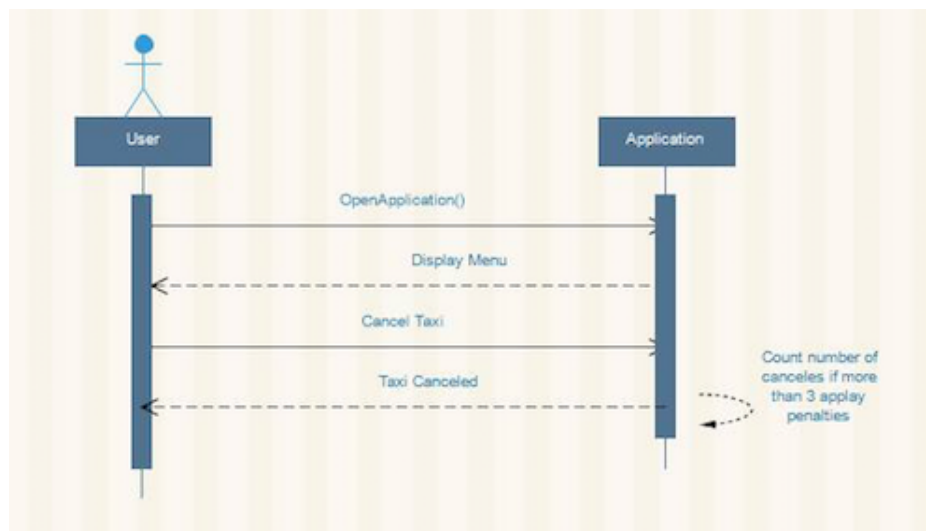 User
Application
OpenApplication()
Display Menu
Cancel Taxi
Taxi Canceled
Count number of
canceles if more
than 3 applay
penalties